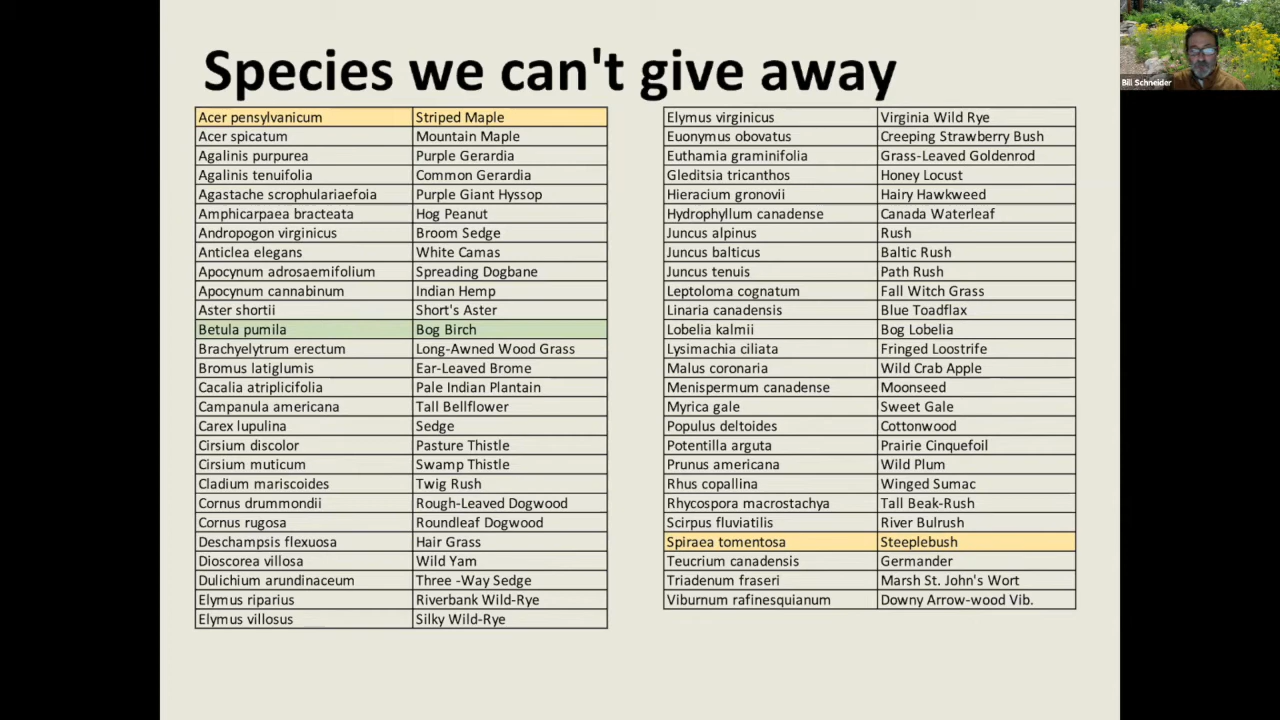 Species we can't give away
Bill Schneider
Acer pensylvanicum Striped Maple
Acer spicatum Mountain Maple
Agalinis purpurea Purple Gerardia
Agalinis tenuifolia Common Gerardia
Agastache scrophulariaefoia Purple Giant Hyssop
Amphicarpaea bracteata Hog Peanut
Andropogon virginicus Broom Sedge
Anticlea elegans White Camas
Apocynum adrosaemifolium Spreading Dogbane
Apocynum cannabinum Indian Hemp
Aster shortii Short's Aster
Betula pumila Bog Birch
Brachyelytrum erectum Long-Awned Wood Grass
Bromus latiglumis Ear-Leaved Brome
Cacalia atriplicifolia Pale Indian Plantain
Campanula americana Tall Bellflower
Carex lupulina Sedge
Cirsium discolor Pasture Thistle
Cirsium muticum Swamp Thistle
Cladium mariscoides Twig Rush
Cornus drummondii Rough-Leaved Dogwood
Cornus rugosa Roundleaf Dogwood
Deschampsis flexuosa Hair Grass
Dioscorea villosa Wild Yam
Dulichium arundinaceum Three -Way Sedge
Elymus riparius Riverbank Wild-Rye
Elymus villosus Silky Wild-Rye
Elymus virginicus Virginia Wild Rye
Euonymus obovatus Creeping Strawberry Bush
Euthamia graminifolia Grass-Leaved Goldenrod
Gleditsia tricanthos Honey Locust
Hieracium gronovii Hairy Hawkweed
Hydrophyllum canadense Canada Waterleaf
Juncus alpinus Rush
Juncus balticus Baltic Rush
Juncus tenuis Path Rush
Leptoloma cognatum Fall Witch Grass
Linaria canadensis Blue Toadflax
Lobelia kalmii Bog Lobelia
Lysimachia ciliata Fringed Loostrife
Malus coronaria Wild Crab Apple
Menispermum canadense Moonseed
Myrica gale Sweet Gale
Populus deltoides Cottonwood
Potentilla arguta Prairie Cinquefoil
Prunus americana Wild Plum
Rhus copallina Winged Sumac
Rhycospora macrostachya Tall Beak-Rush
Scirpus fluviatilis River Bulrush
Spiraea tomentosa Steeplebush
Teucrium canadensis Germander
Triadenum fraseri Marsh St. John's Wort
Viburnum rafinesquianum Downy Arrow-wood Vib.